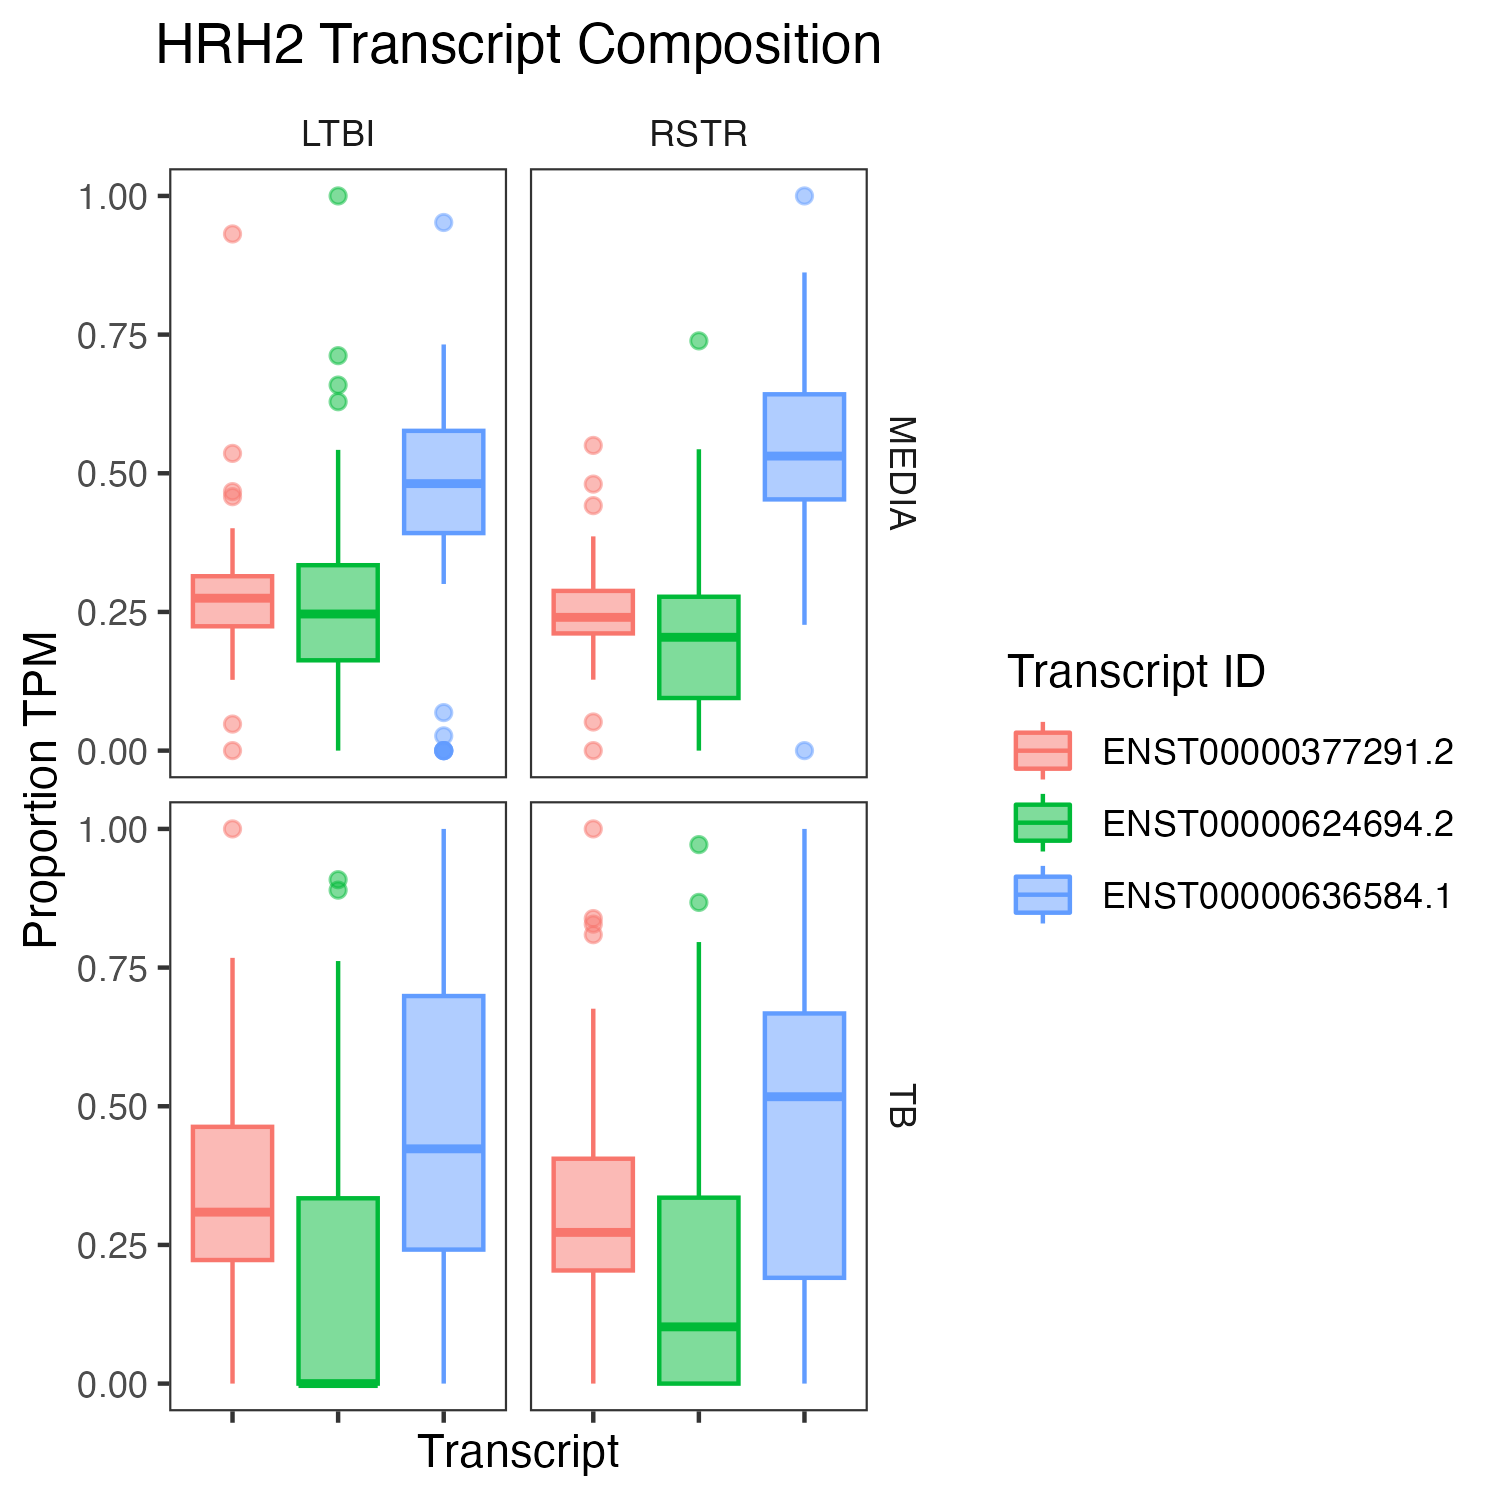 HRH2 Transcript Composition
LTBI
RSTR
1.00
0.75
0.50
0.25
0.00
MEDIA
1.00
0.75
0.50
0.25
0.00
TB
Proportion TPM
Transcript
Transcript ID
ENST00000377291.2
ENST00000624694.2
ENST00000636584.1